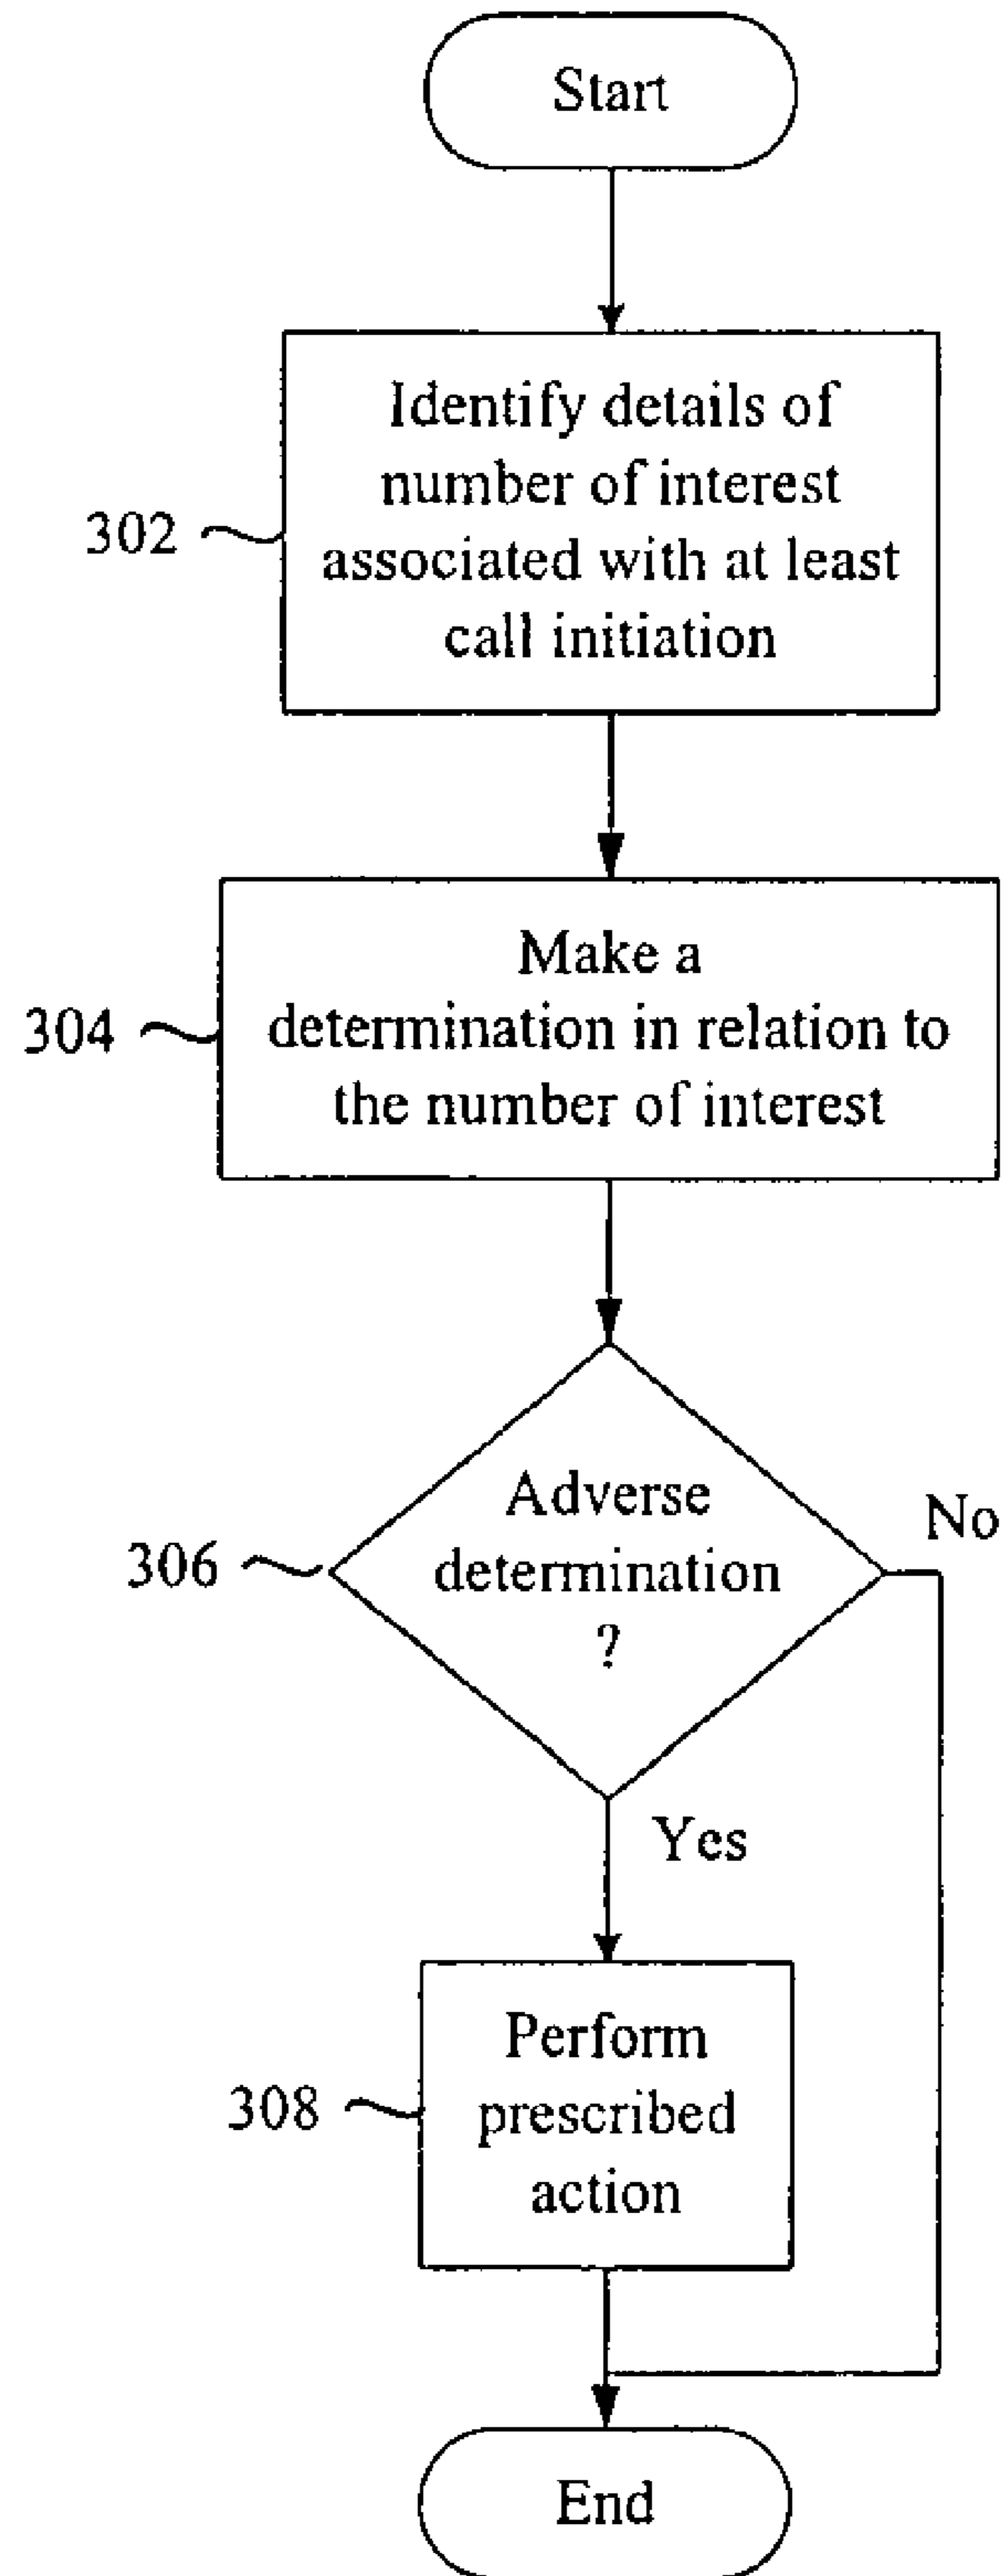 Start
Identify details of
number of interest
associated with at least
call initiation
302
Make a
determination in relation to
the number of interest
304
Adverse
determination
?
306
No
Yes
Perform
prescribed
action
308
End